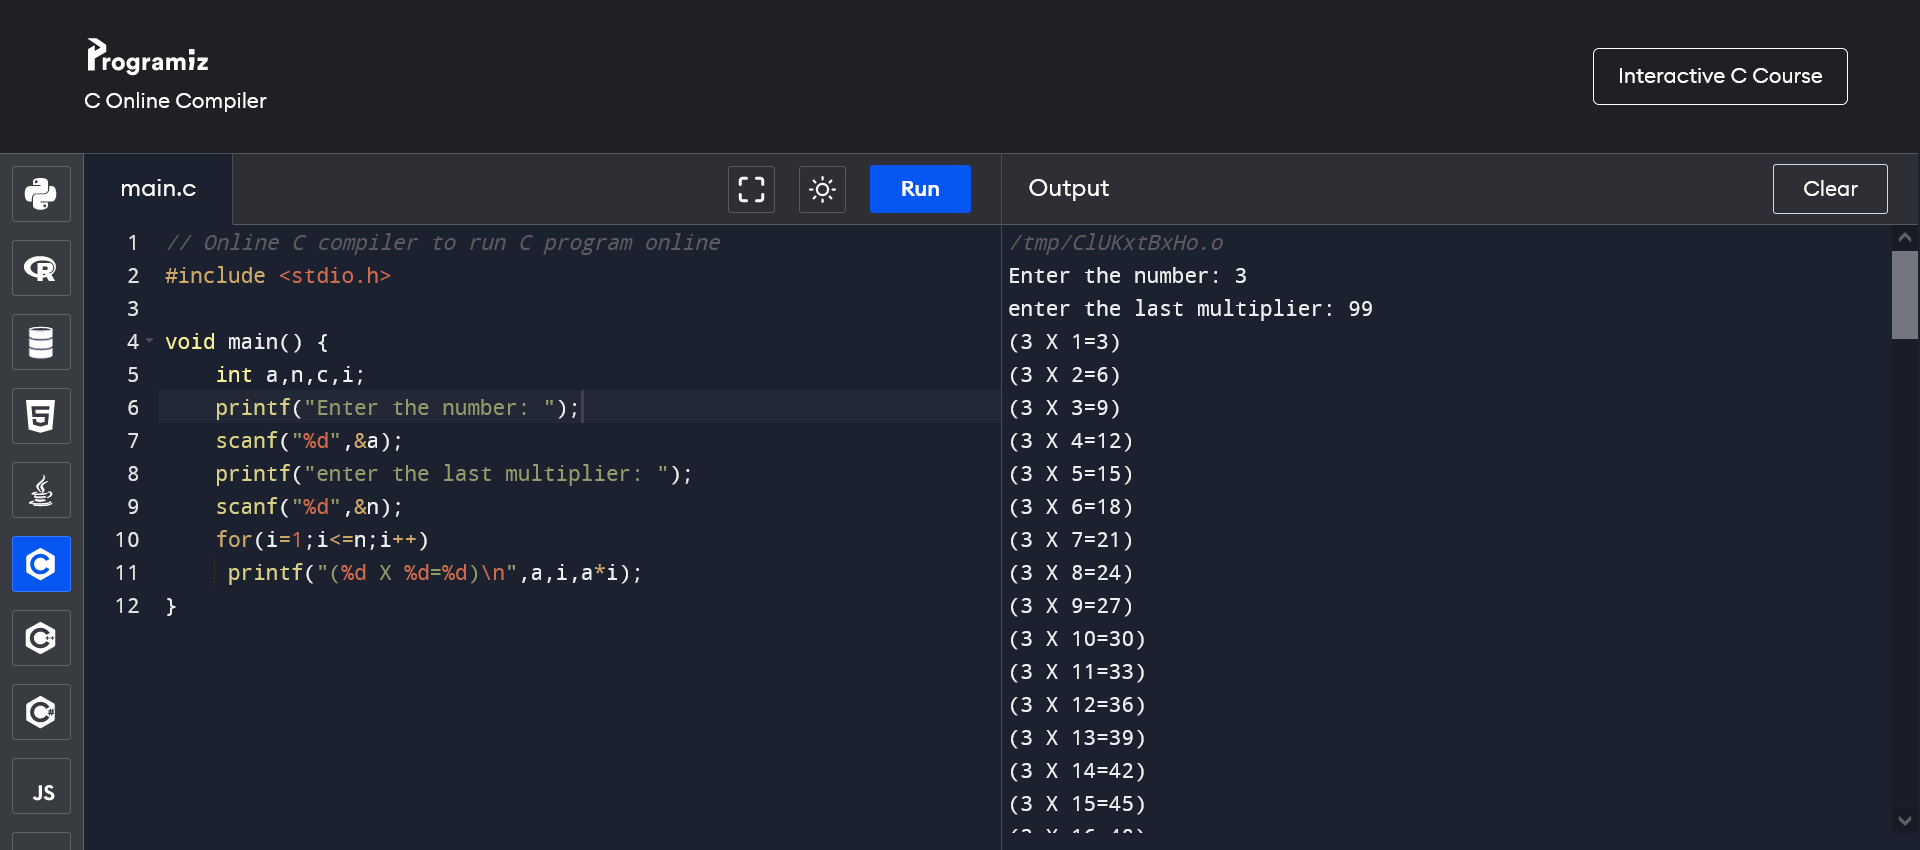 Programiz
C Online Compiler
Interactive C Course
main.c
Run
Output
Clear
1 // Online C compiler to run C program online
2 #include <stdio.h>
3
4 void main() {
5 int a,n,c,i;
6 printf("Enter the number: ");
7 scanf("%d",&a);
8 printf("enter the last multiplier: ");
9 scanf("%d",&n);
10 for(i=1;i<=n;i++)
11 printf("(%d X %d=%d)\n",a,i,a*i);
12 }
/tmp/ClUKxtBxHo.o
Enter the number: 3
enter the last multiplier: 99
(3 X 1=3)
(3 X 2=6)
(3 X 3=9)
(3 X 4=12)
(3 X 5=15)
(3 X 6=18)
(3 X 7=21)
(3 X 8=24)
(3 X 9=27)
(3 X 10=30)
(3 X 11=33)
(3 X 12=36)
(3 X 13=39)
(3 X 14=42)
(3 X 15=45)
R
5
C
C++
C#
JS